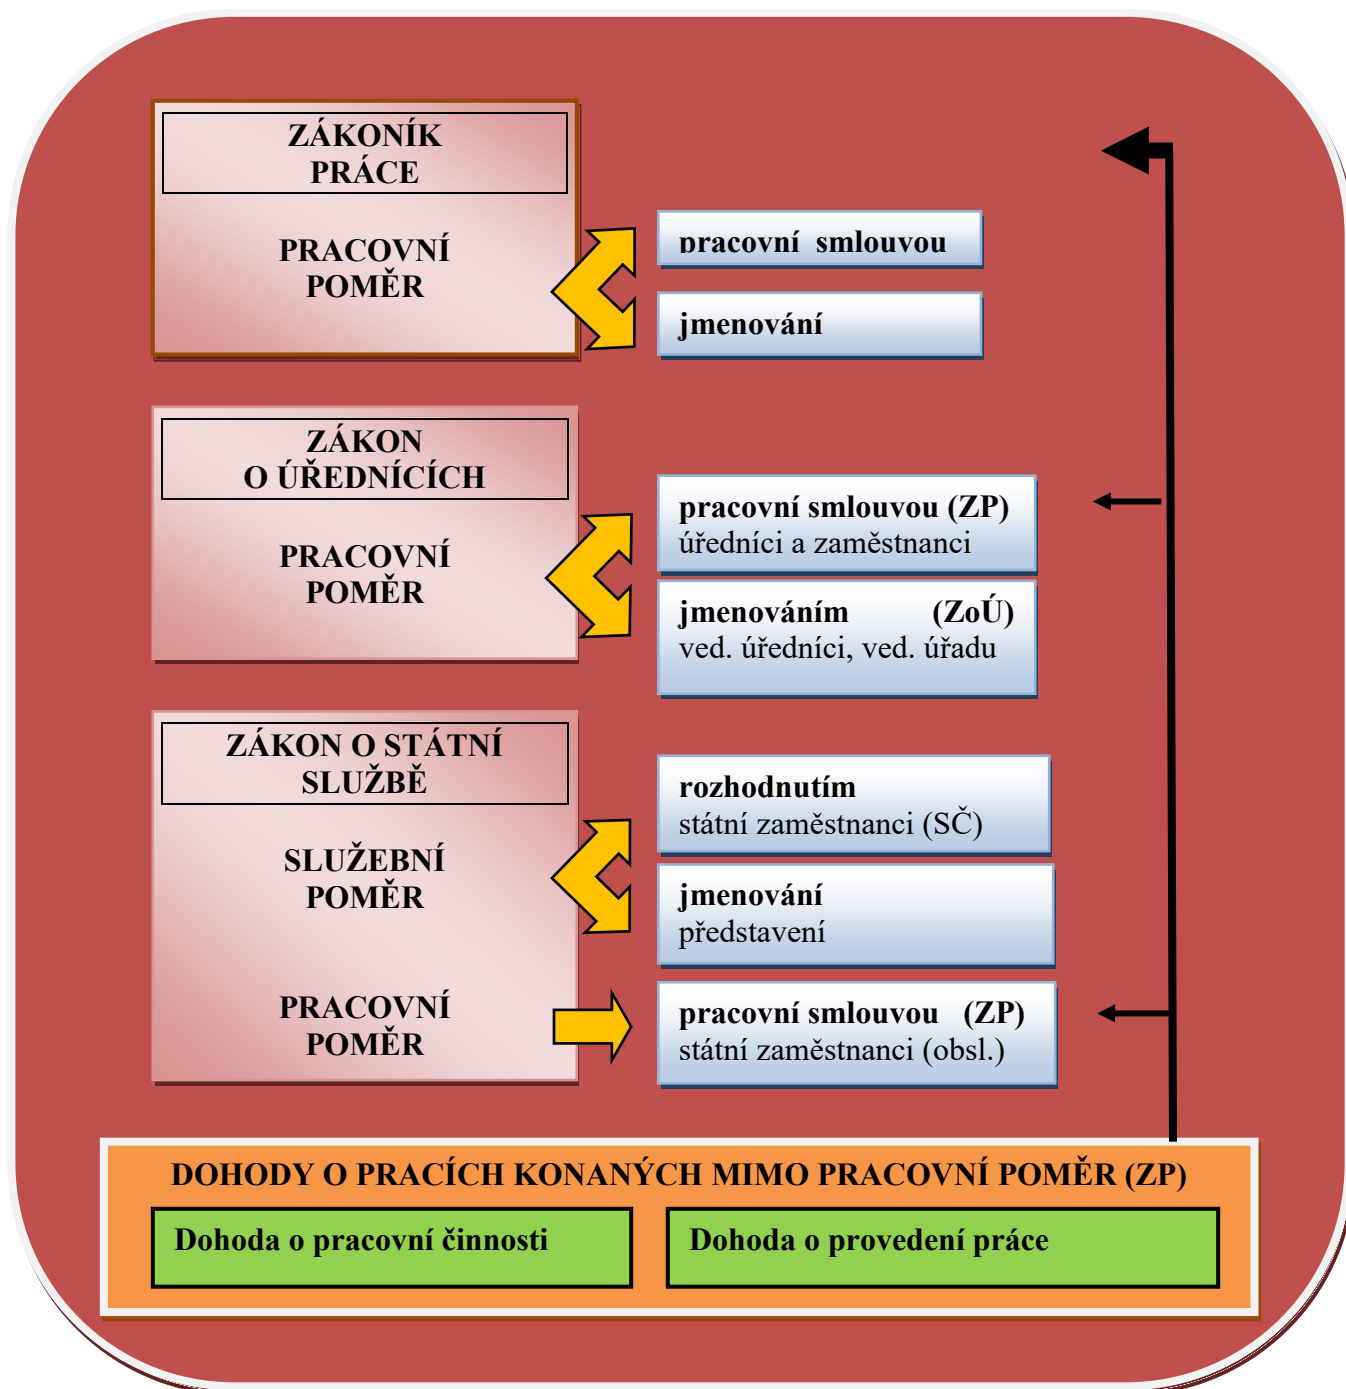 ZÁKONÍK
PRÁCE
PRACOVNÍ
POMĚR
pracovní smlouvou
jmenování
ZÁKON
O ÚŘEDNÍCÍCH
PRACOVNÍ
POMĚR
pracovní smlouvou (ZP)
úředníci a zaměstnanci
jmenováním (ZoÚ)
ved. úředníci, ved. úřadu
ZÁKON O STÁTNÍ
SLUŽBĚ
SLUŽEBNÍ
POMĚR
rozhodnutím
státní zaměstnanci (SČ)
jmenování
představení
PRACOVNÍ
POMĚR
pracovní smlouvou (ZP)
státní zaměstnanci (obsl.)
DOHODY O PRACÍCH KONANÝCH MIMO PRACOVNÍ POMĚR (ZP)
Dohoda o pracovní činnosti
Dohoda o provedení práce